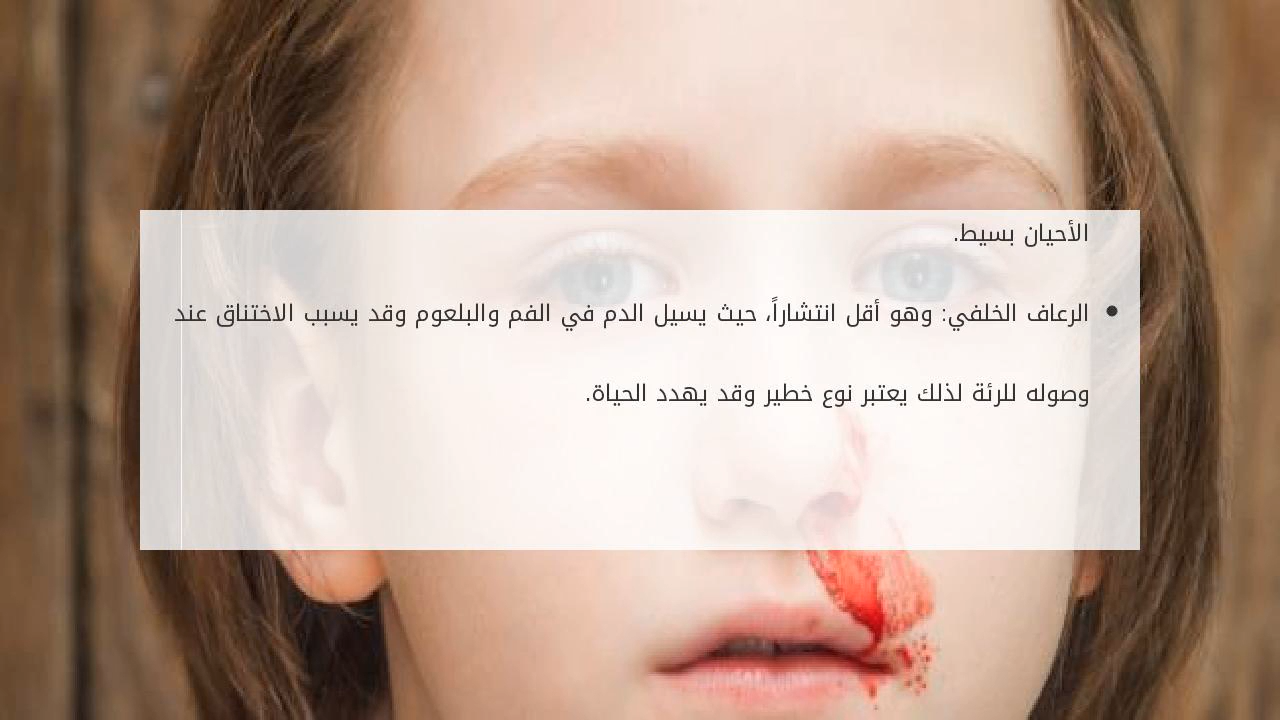 الأحيان بسيط.
• الرعاف الخلفي: وهو أقل انتشاراً، حيث يسيل الدم في الفم والبلعوم وقد يسبب الاختناق عند
وصوله للرئة لذلك يعتبر نوع خطير وقد يهدد الحياة.